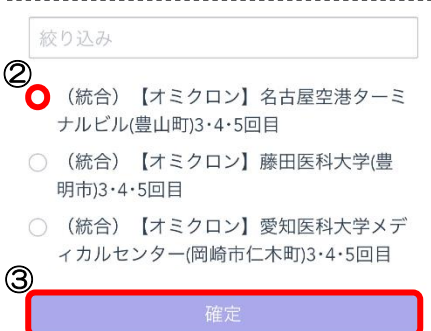 絞り込み
②
（統合）【オミクロン】名古屋空港ターミ
ナルビル(豊山町)3・4・5回目
（統合）【オミクロン】藤田医科大学(豊
明市)3・4・5回目
（統合）【オミクロン】愛知医科大学メデ
ィカルセンター(岡崎市仁木町)3・4・5回目
③
確定